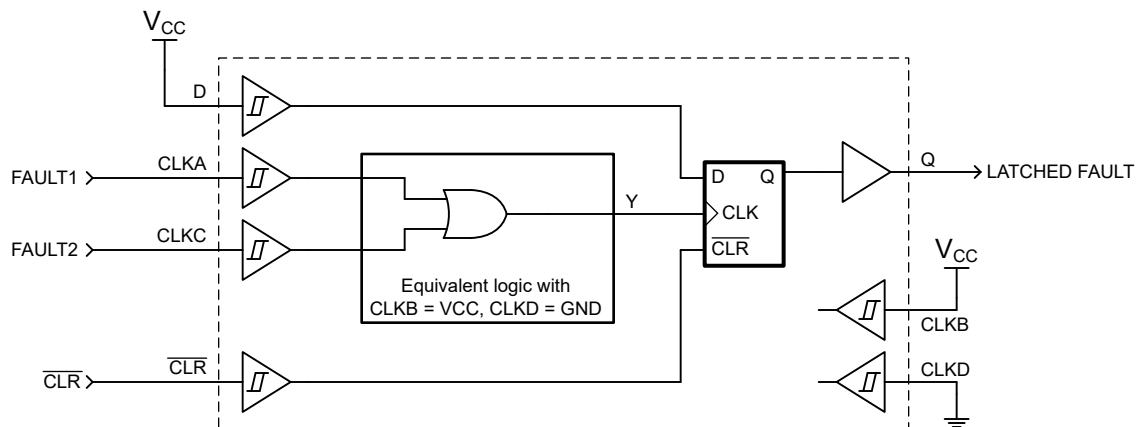 VCC
D
FAULT1
CLKA
FAULT2
CLKC
Y
D Q
CLK
CLR
Q
LATCHED FAULT
Equivalent logic with
CLKB = VCC, CLKD = GND
VCC
CLKB
CLR
CLR
CLKD